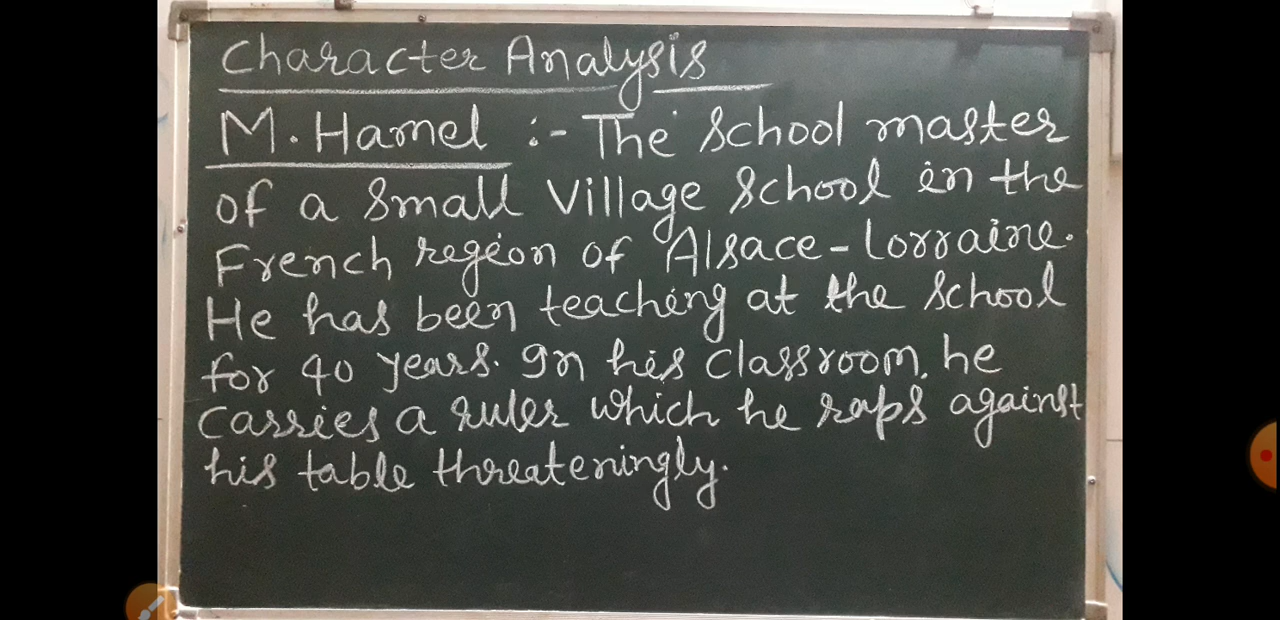 Character Analysis
M. Hamel :- The School master
of a Small Village School in the
French region of Alsace-Lorraine.
He has been teaching at the School
for 40 years. In his classroom, he
carries a ruler which he raps against
his table threateningly.